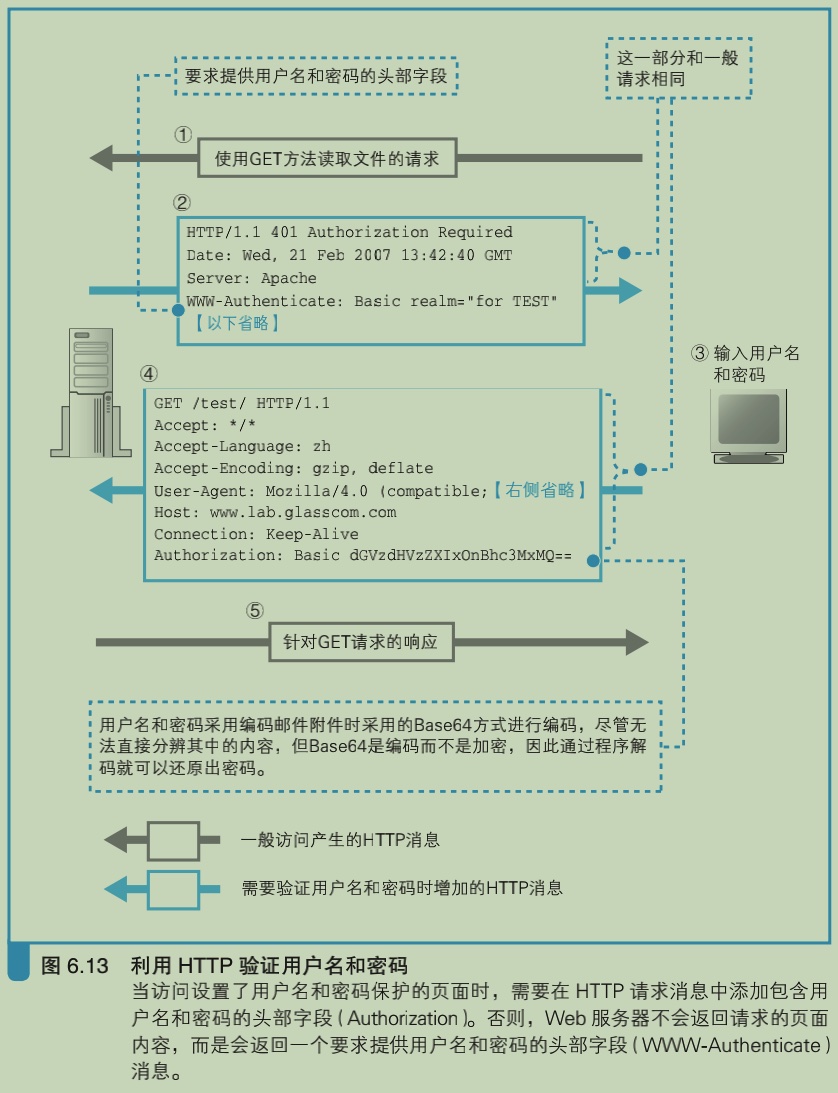 要求提供用户名和密码的头部字段
这一部分和一般
请求相同
①
使用GET方法读取文件的请求
②
HTTP/1.1 401 Authorization Required
Date: Wed, 21 Feb 2007 13:42:40 GMT
Server: Apache
WWW-Authenticate: Basic realm="for TEST"
【以下省略】
③ 输入用户名
和密码
④
GET /test/ HTTP/1.1
Accept: */*
Accept-Language: zh
Accept-Encoding: gzip, deflate
User-Agent: Mozilla/4.0 (compatible;【右侧省略】
Host: www.lab.glasscom.com
Connection: Keep-Alive
Authorization: Basic dGVzdHVzZXIxOnBhc3MxMQ==
⑤
针对GET请求的响应
用户名和密码采用编码邮件附件时采用的Base64方式进行编码，尽管无
法直接分辨其中的内容，但Base64是编码而不是加密，因此通过程序解
码就可以还原出密码。
一般访问产生的HTTP消息
需要验证用户名和密码时增加的HTTP消息
图 6.13 利用 HTTP 验证用户名和密码
当访问设置了用户名和密码保护的页面时，需要在 HTTP 请求消息中添加包含用
户名和密码的头部字段（Authorization）。否则，Web 服务器不会返回请求的页面
内容，而是会返回一个要求提供用户名和密码的头部字段（WWW-Authenticate）
消息。